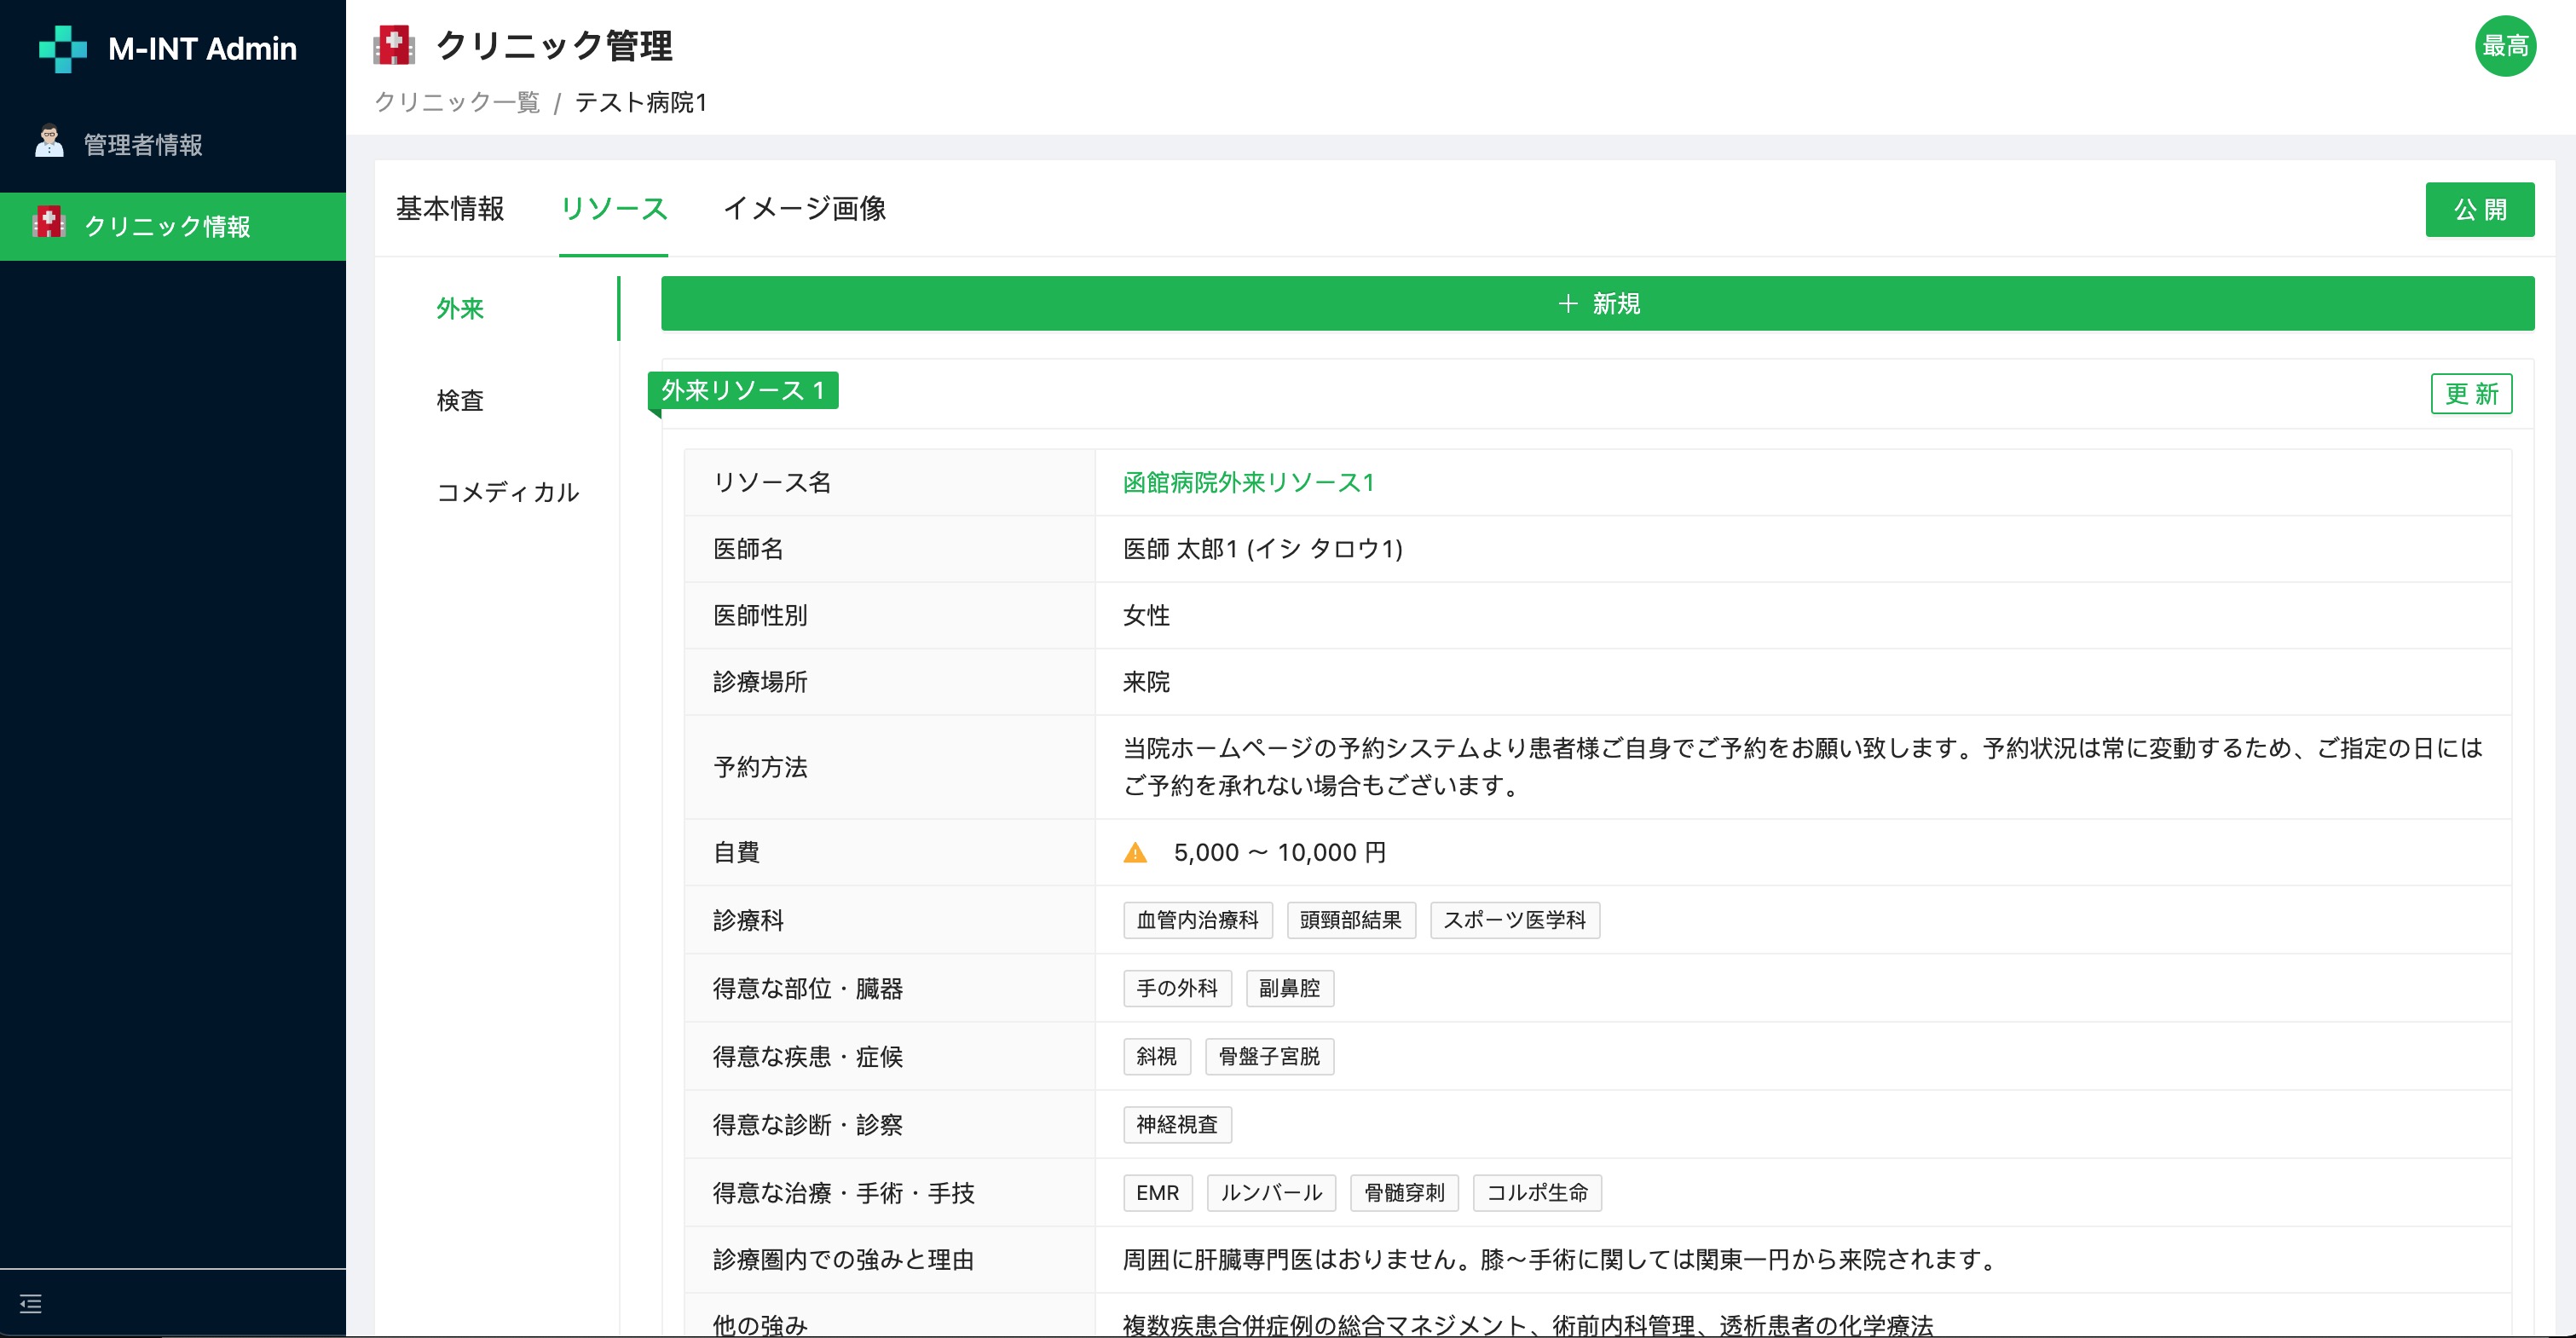 M-INT Admin
管理者情報
クリニック情報
クリニック管理
クリニック一覧 / テスト病院1
最高
基本情報 リソース イメージ画像
公開
外来
検査
コメディカル
+ 新規
外来リソース 1
更新
リソース名 函館病院外来リソース1
医師名 医師 太郎1 (イシ タロウ1)
医師性別 女性
診療場所 来院
予約方法 当院ホームページの予約システムより患者様ご自身でご予約をお願い致します。予約状況は常に変動するため、ご指定の日には
ご予約を承れない場合もございます。
自費 5,000 〜 10,000 円
診療科 血管内治療科 頭頸部結果 スポーツ医学科
得意な部位・臓器 手の外科 副鼻腔
得意な疾患・症候 斜視 骨盤子宮脱
得意な診断・診察 神経視査
得意な治療・手術・手技 EMR ルンバール 骨髄穿刺 コルポ生命
診療圏内での強みと理由 周囲に肝臓専門医はおりません。膝〜手術に関しては関東一円から来院されます。
他の強み 複数疾患合併症例の総合マネジメント、術前内科管理、透析患者の化学療法